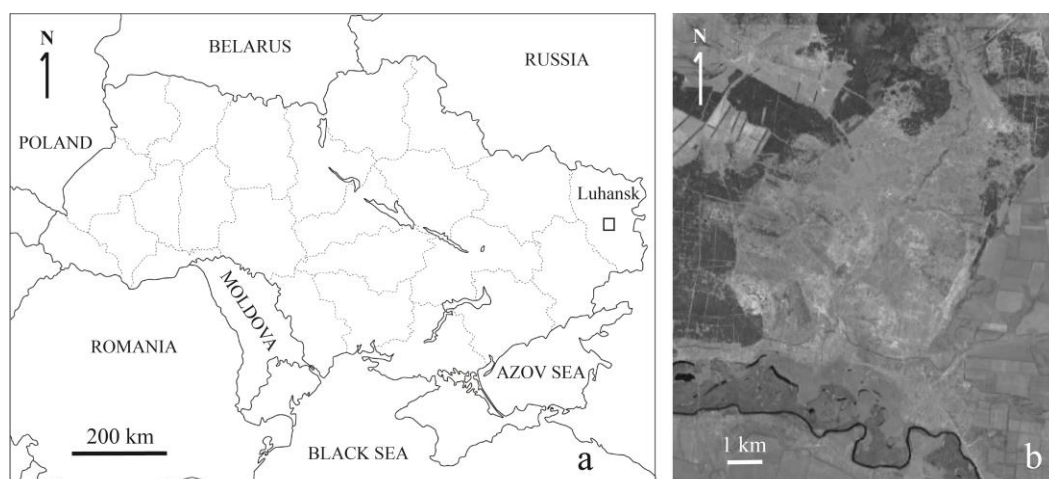 N
BELARUS
RUSSIA
POLAND
Luhansk
MOLDOVA
ROMANIA
AZOV SEA
200 km
BLACK SEA
a
N
1 km
b